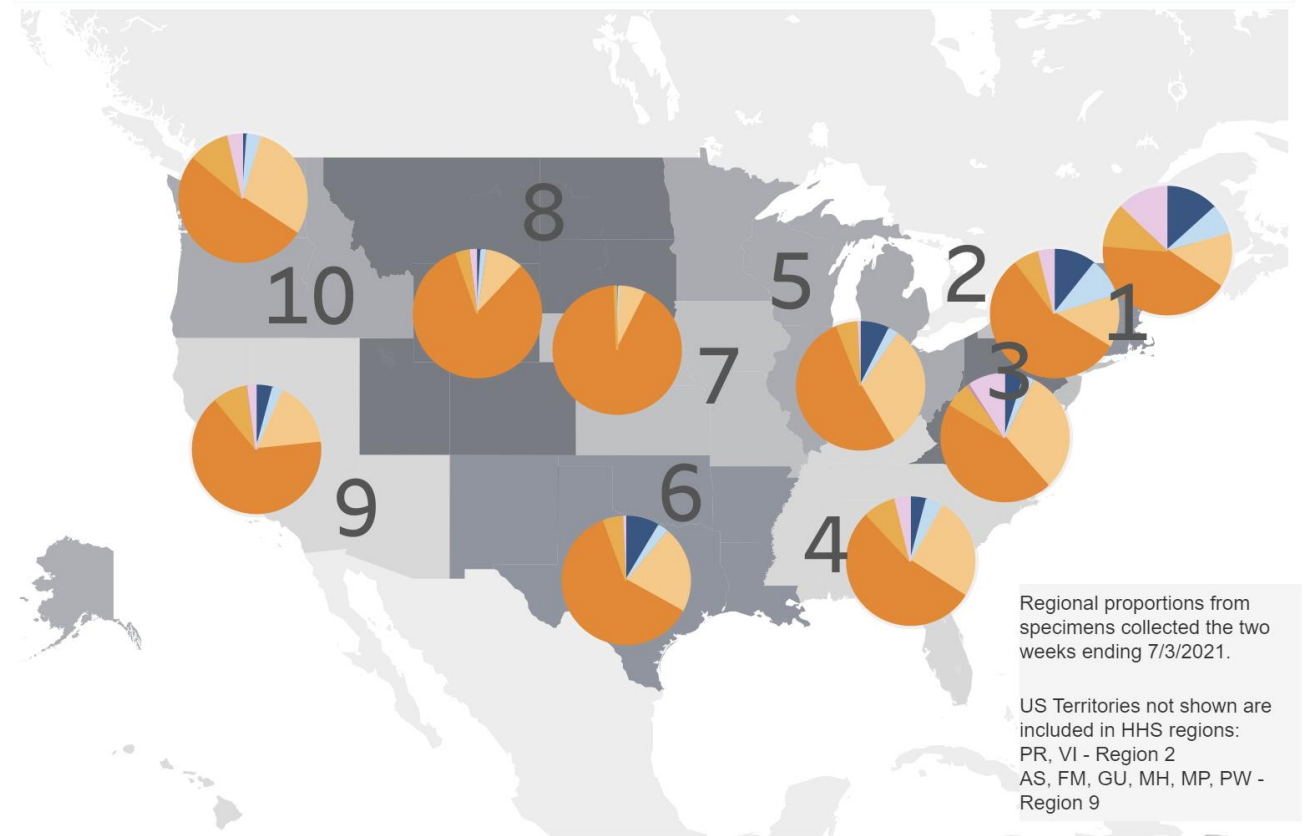 8
10
5
2
1
7
3
9
6
4
Regional proportions from
specimens collected the two
weeks ending 7/3/2021.
US Territories not shown are
included in HHS regions:
PR, VI - Region 2
AS, FM, GU, MH, MP, PW -
Region 9